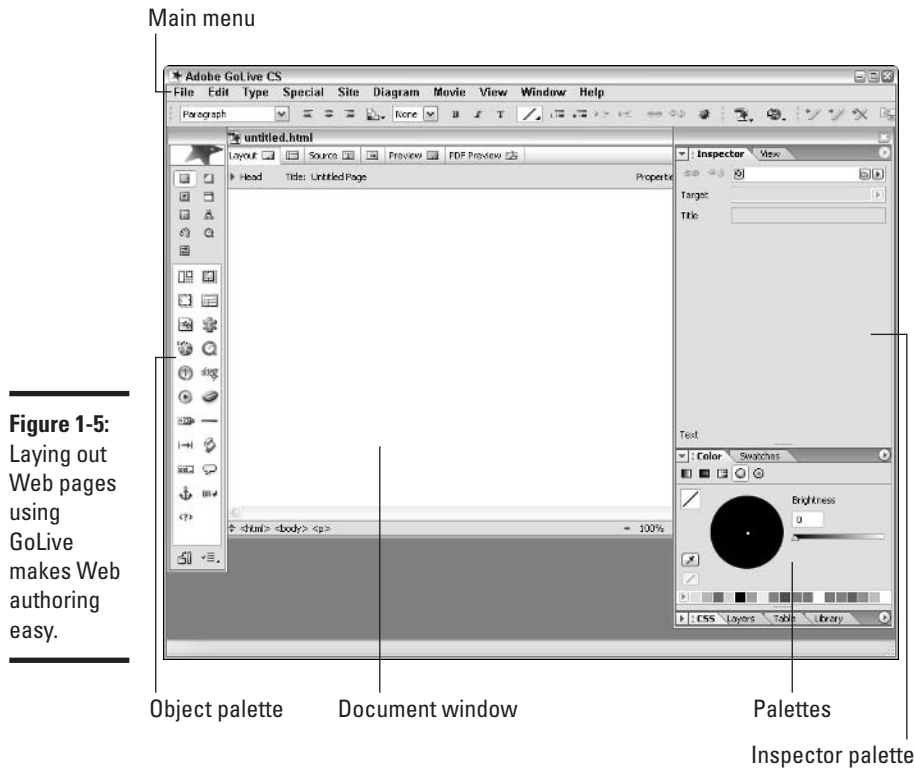 Main menu
Adobe GoLive CS
File Edit Type Special Site Diagram Movie View Window Help
Paragraph None B I T
untitled.html
Layout Source Preview PDF Preview
Head Title: Untitled Page Properties
Inspector View
Target
Title
Text
Color Swatches
Brightness
0
<html> <body> <p> 100%
CSS Layers Table Library
Figure 1-5:
Laying out
Web pages
using
GoLive
makes Web
authoring
easy.
Object palette Document window Palettes
Inspector palette